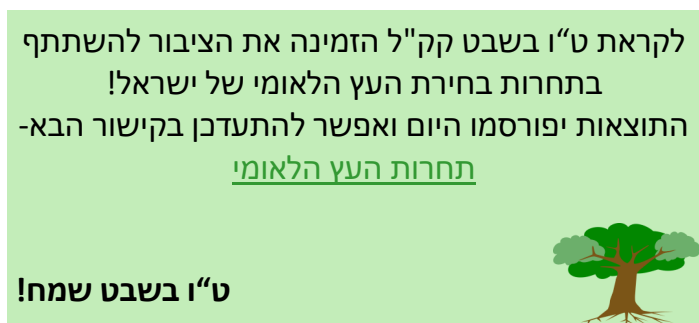 לקראת ט“ו בשבט קק"ל הזמינה את הציבור להשתתף
בתחרות בחירת העץ הלאומי של ישראל!
התוצאות יפורסמו היום ואפשר להתעדכן בקישור הבא-
תחרות העץ הלאומי
ט“ו בשבט שמח!